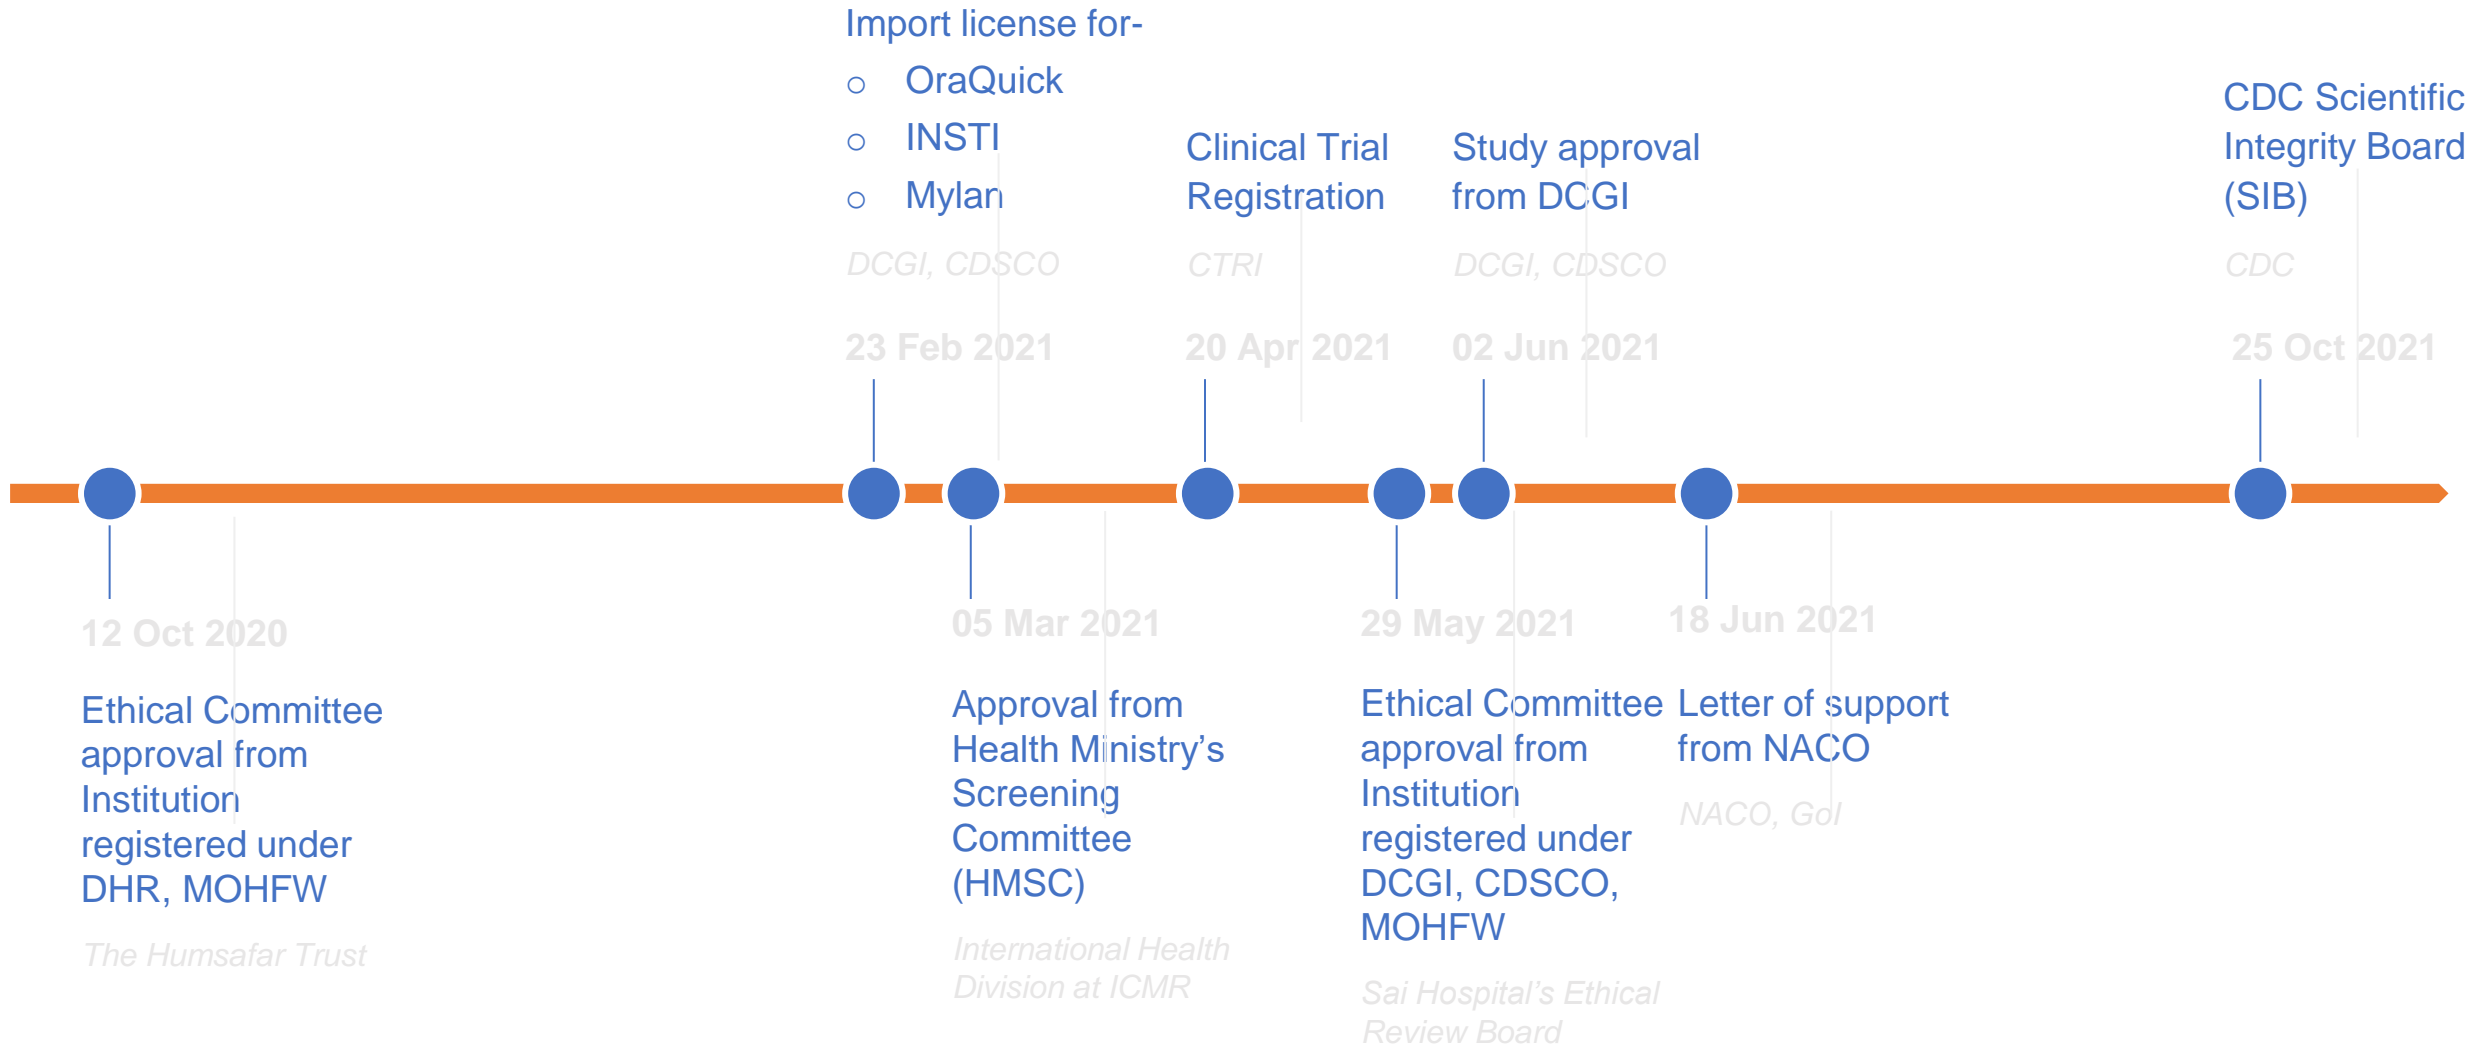 Import license for-
o OraQuick
o INSTI
o Mylan
DCGI, CDSCO
23 Feb 2021
Clinical Trial
Registration
CTRI
20 Apr 2021
Study approval
from DCGI
DCGI, CDSCO
02 Jun 2021
CDC Scientific
Integrity Board
(SIB)
CDC
25 Oct 2021
12 Oct 2020
Ethical Committee
approval from
Institution
registered under
DHR, MOHFW
The Humsafar Trust
05 Mar 2021
Approval from
Health Ministry’s
Screening
Committee
(HMSC)
International Health
Division at ICMR
29 May 2021
Ethical Committee
approval from
Institution
registered under
DCGI, CDSCO,
MOHFW
Sai Hospital’s Ethical
Review Board
18 Jun 2021
Letter of support
from NACO
NACO, GoI